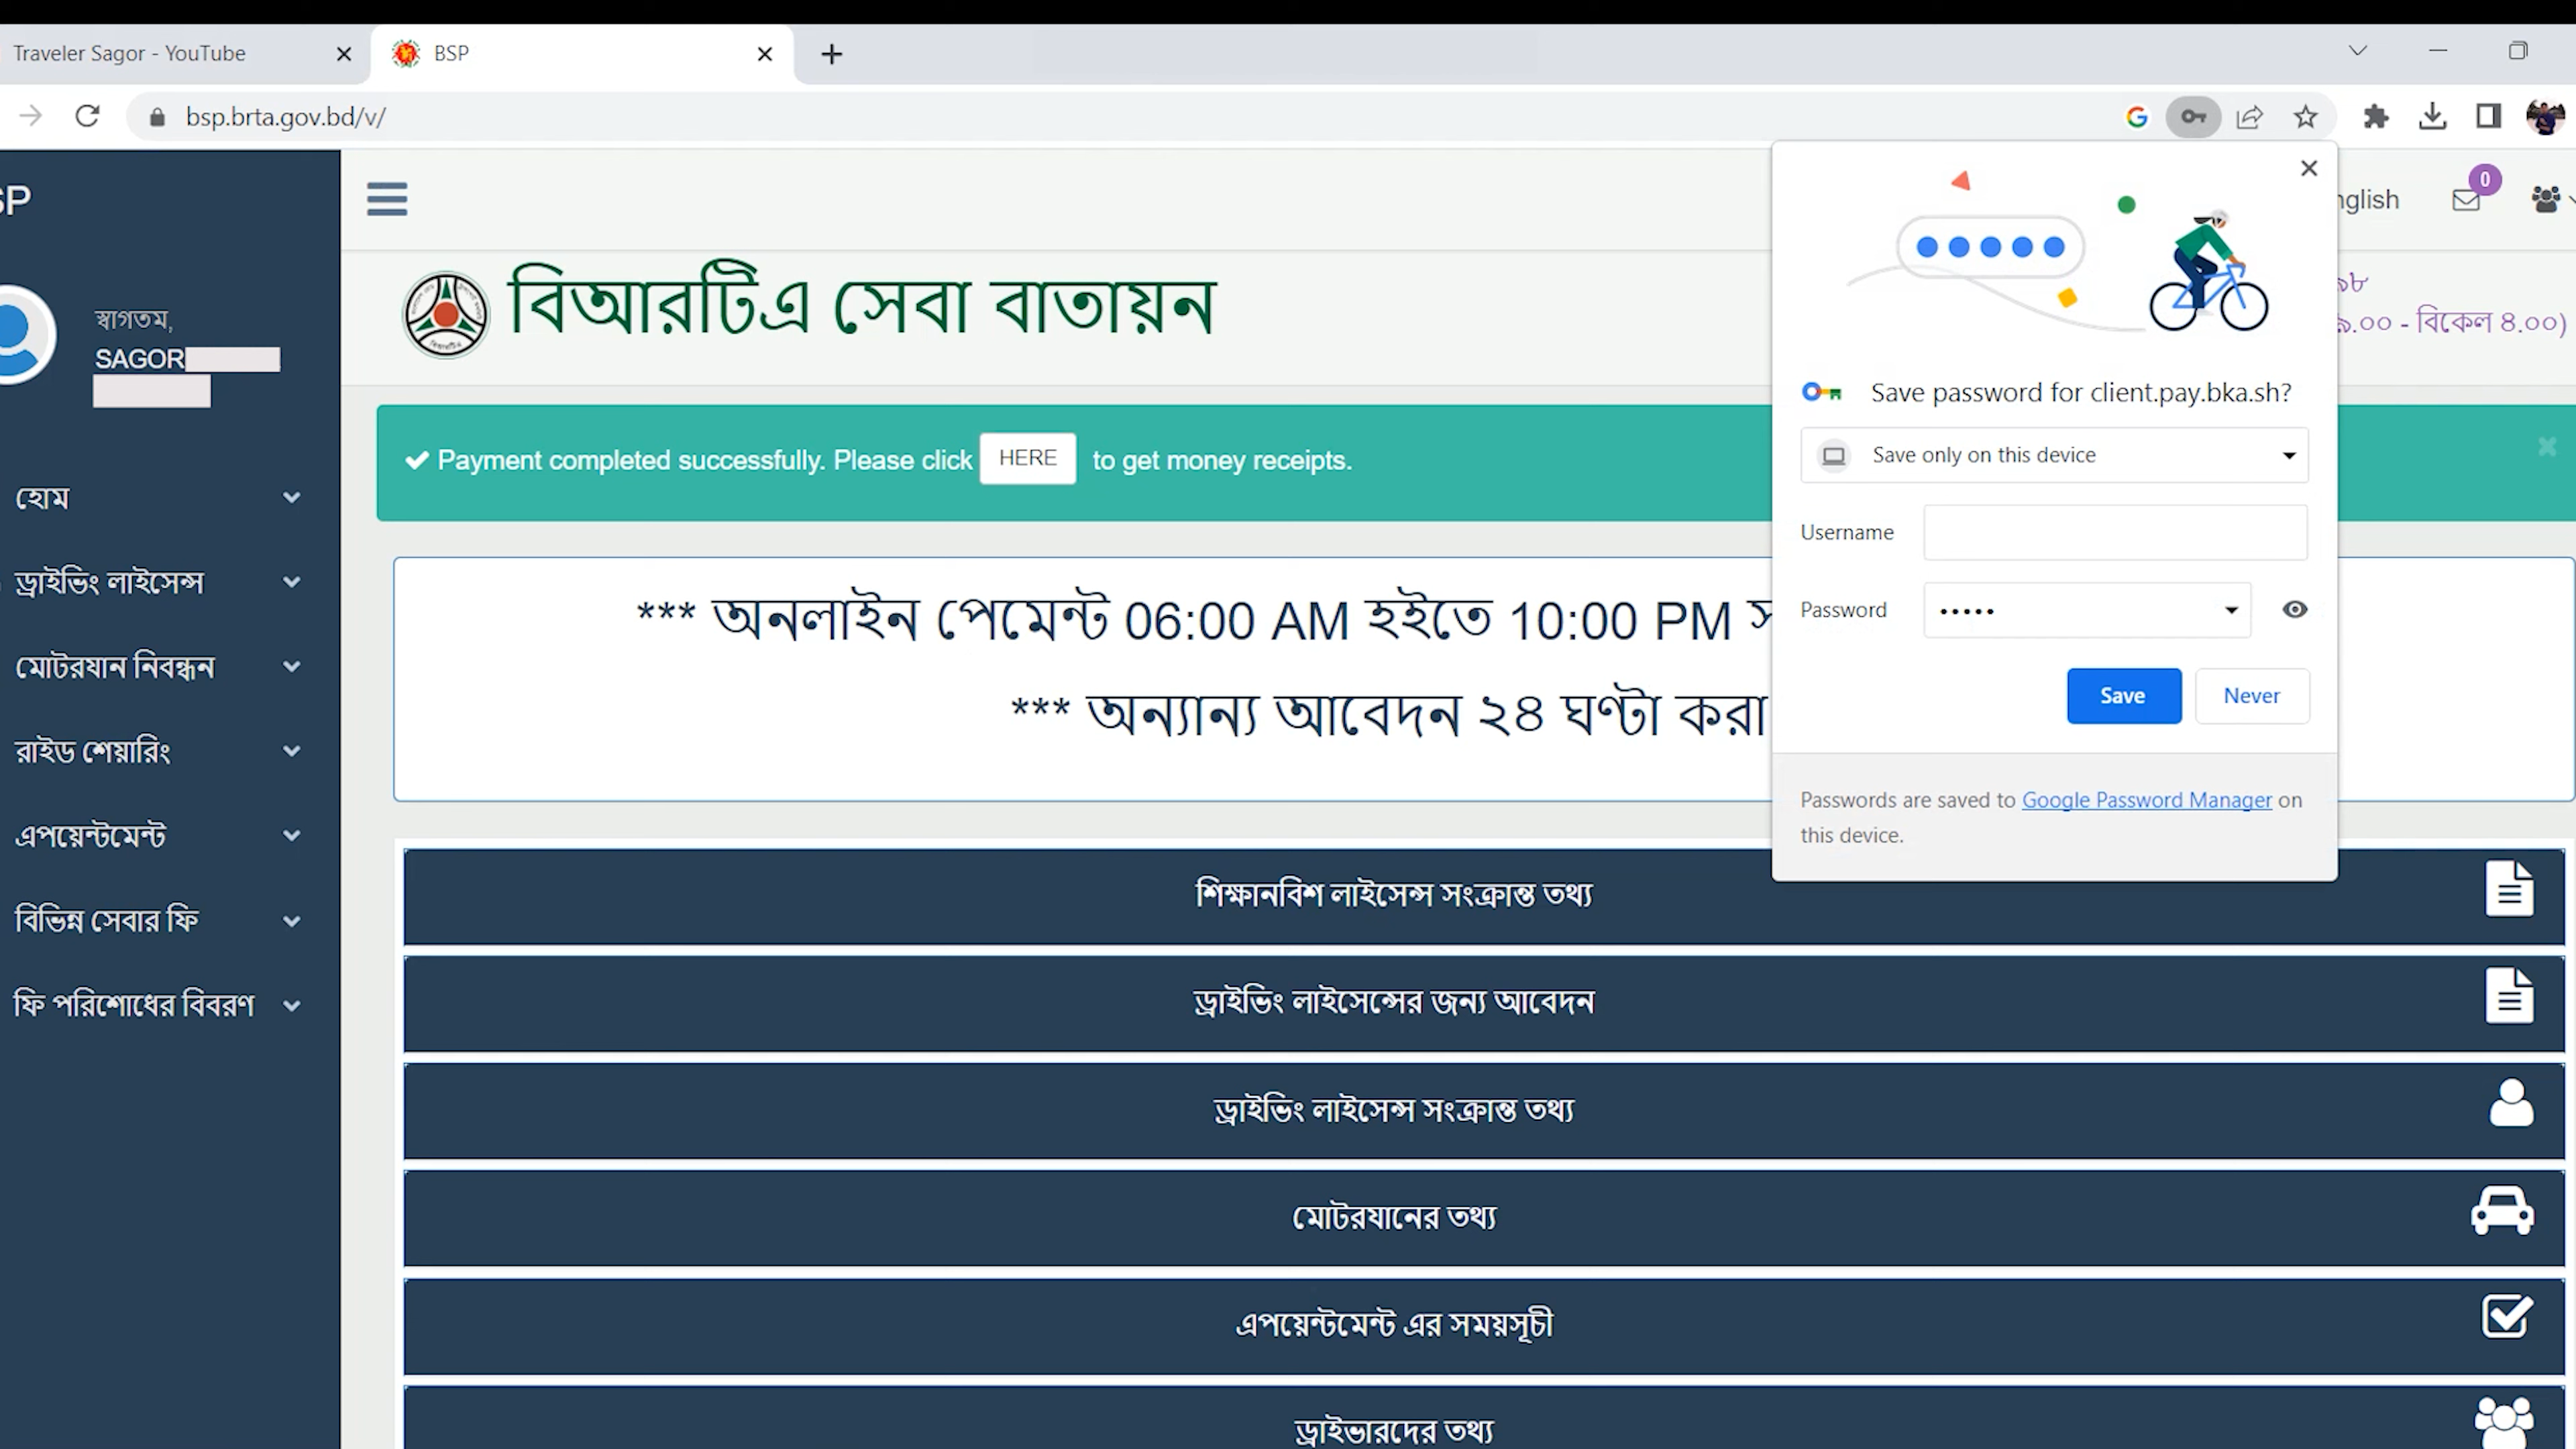 Traveler Sagor - YouTube
BSP
bsp.brta.gov.bd/v/
স্বাগতম,
SAGOR
হোম
ড্রাইভিং লাইসেন্স
মোটরযান নিবন্ধন
রাইড শেয়ারিং
এপয়েন্টমেন্ট
বিভিন্ন সেবার ফি
ফি পরিশোধের বিবরণ
0
বিআরটিএ সেবা বাতায়ন
৯.০০ - বিকেল ৪.০০)
Payment completed successfully. Please click HERE to get money receipts.
*** অনলাইন পেমেন্ট 06:00 AM হইতে 10:00 PM
*** অন্যান্য আবেদন ২৪ ঘণ্টা করা
Save password for client.pay.bka.sh?
Save only on this device
Username
Password •••••
Save Never
Passwords are saved to Google Password Manager on
this device.
শিক্ষানবিশ লাইসেন্স সংক্রান্ত তথ্য
ড্রাইভিং লাইসেন্সের জন্য আবেদন
ড্রাইভিং লাইসেন্স সংক্রান্ত তথ্য
মোটরযানের তথ্য
এপয়েন্টমেন্ট এর সময়সূচী
ড্রাইভারদের তথ্য